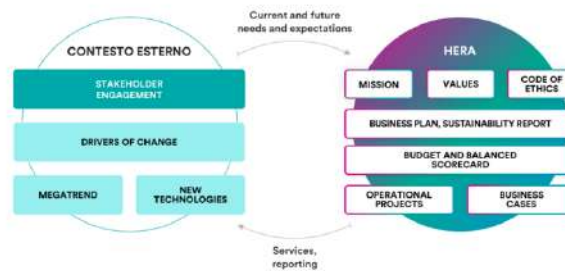 Current and future
needs and expectations
CONTESTO ESTERNO
STAKEHOLDER
ENGAGEMENT
DRIVERS OF CHANGE
MEGATREND
NEW
TECHNOLOGIES
HERA
MISSION
VALUES
CODE OF
ETHICS
BUSINESS PLAN, SUSTAINABILITY REPORT
BUDGET AND BALANCED
SCORECARD
OPERATIONAL
PROJECTS
BUSINESS
CASES
Services,
reporting